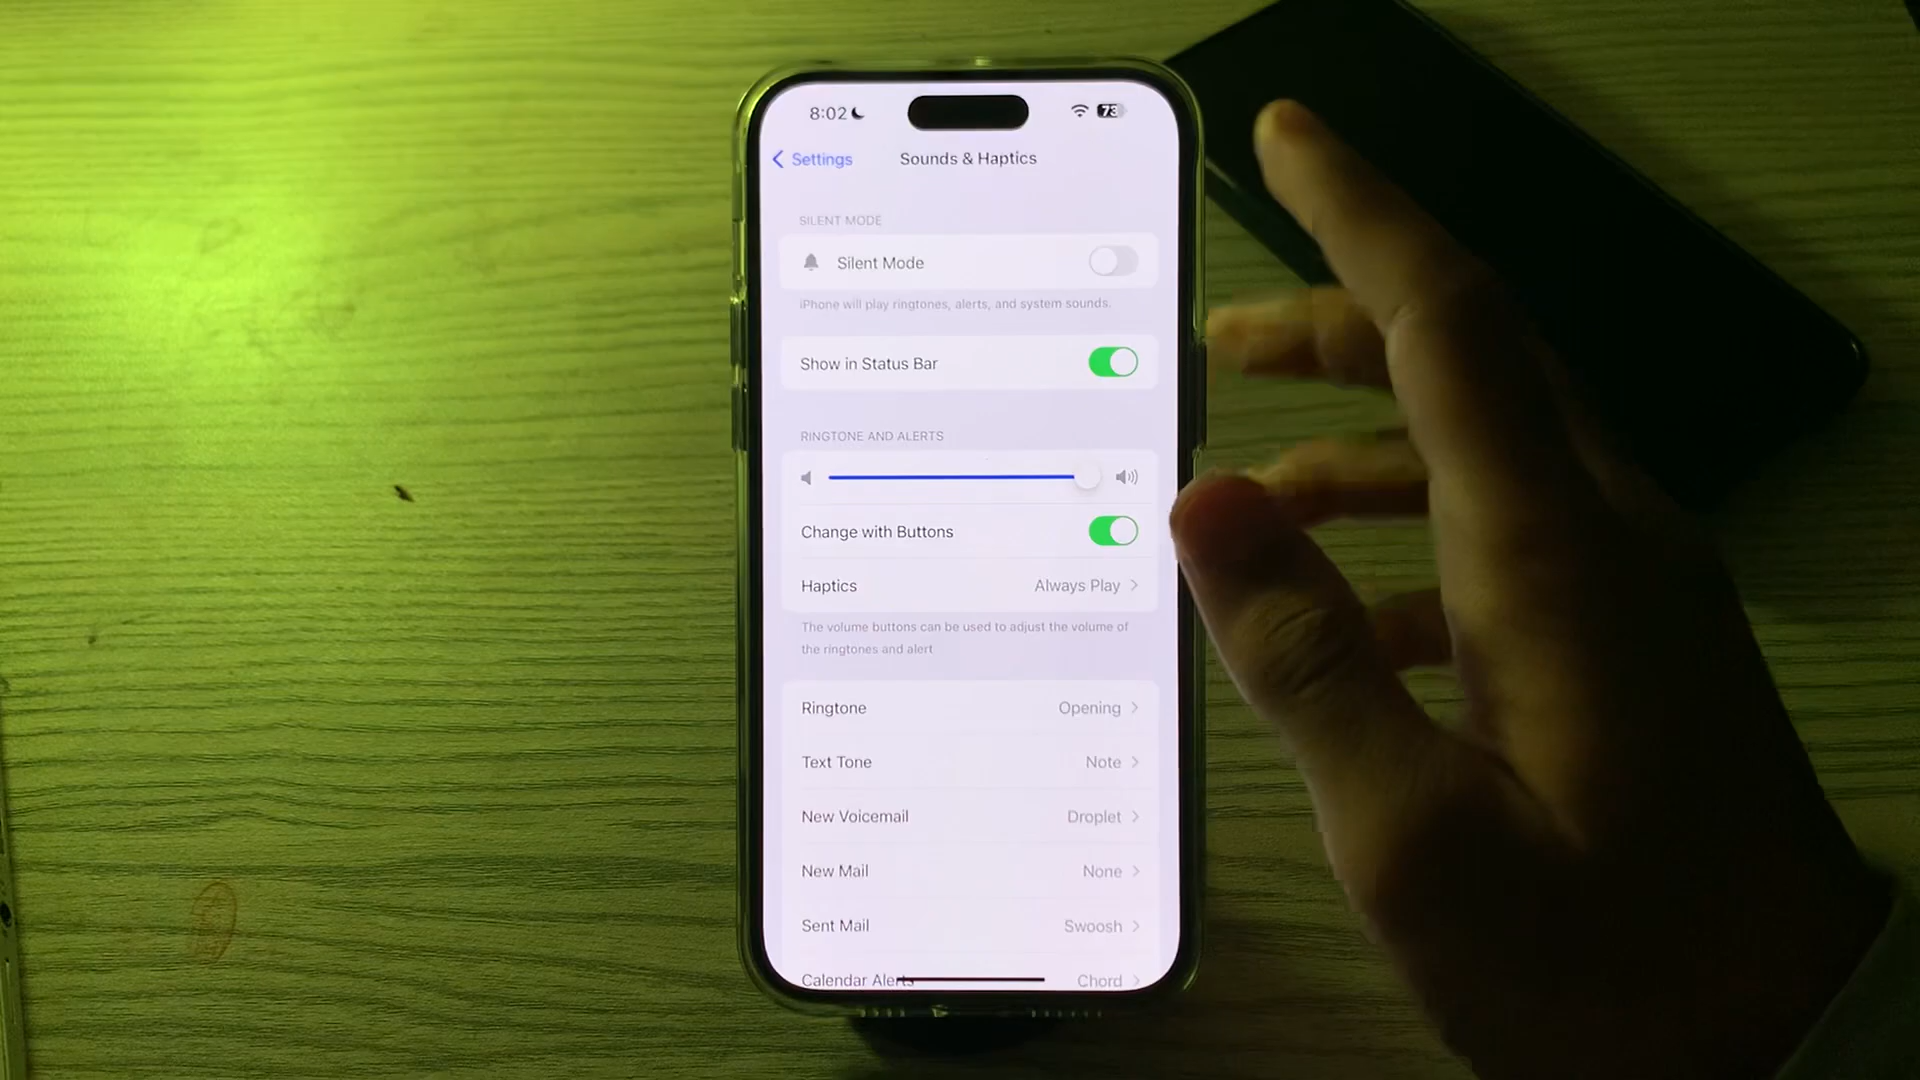 8:02
73
Settings
Sounds & Haptics
SILENT MODE
Silent Mode
iPhone will play ringtones, alerts, and system sounds.
Show in Status Bar
RINGTONE AND ALERTS
Change with Buttons
Haptics Always Play
The volume buttons can be used to adjust the volume of
the ringtones and alert
Ringtone Opening
Text Tone Note
New Voicemail Droplet
New Mail None
Sent Mail Swoosh
Calendar Alerts Chord